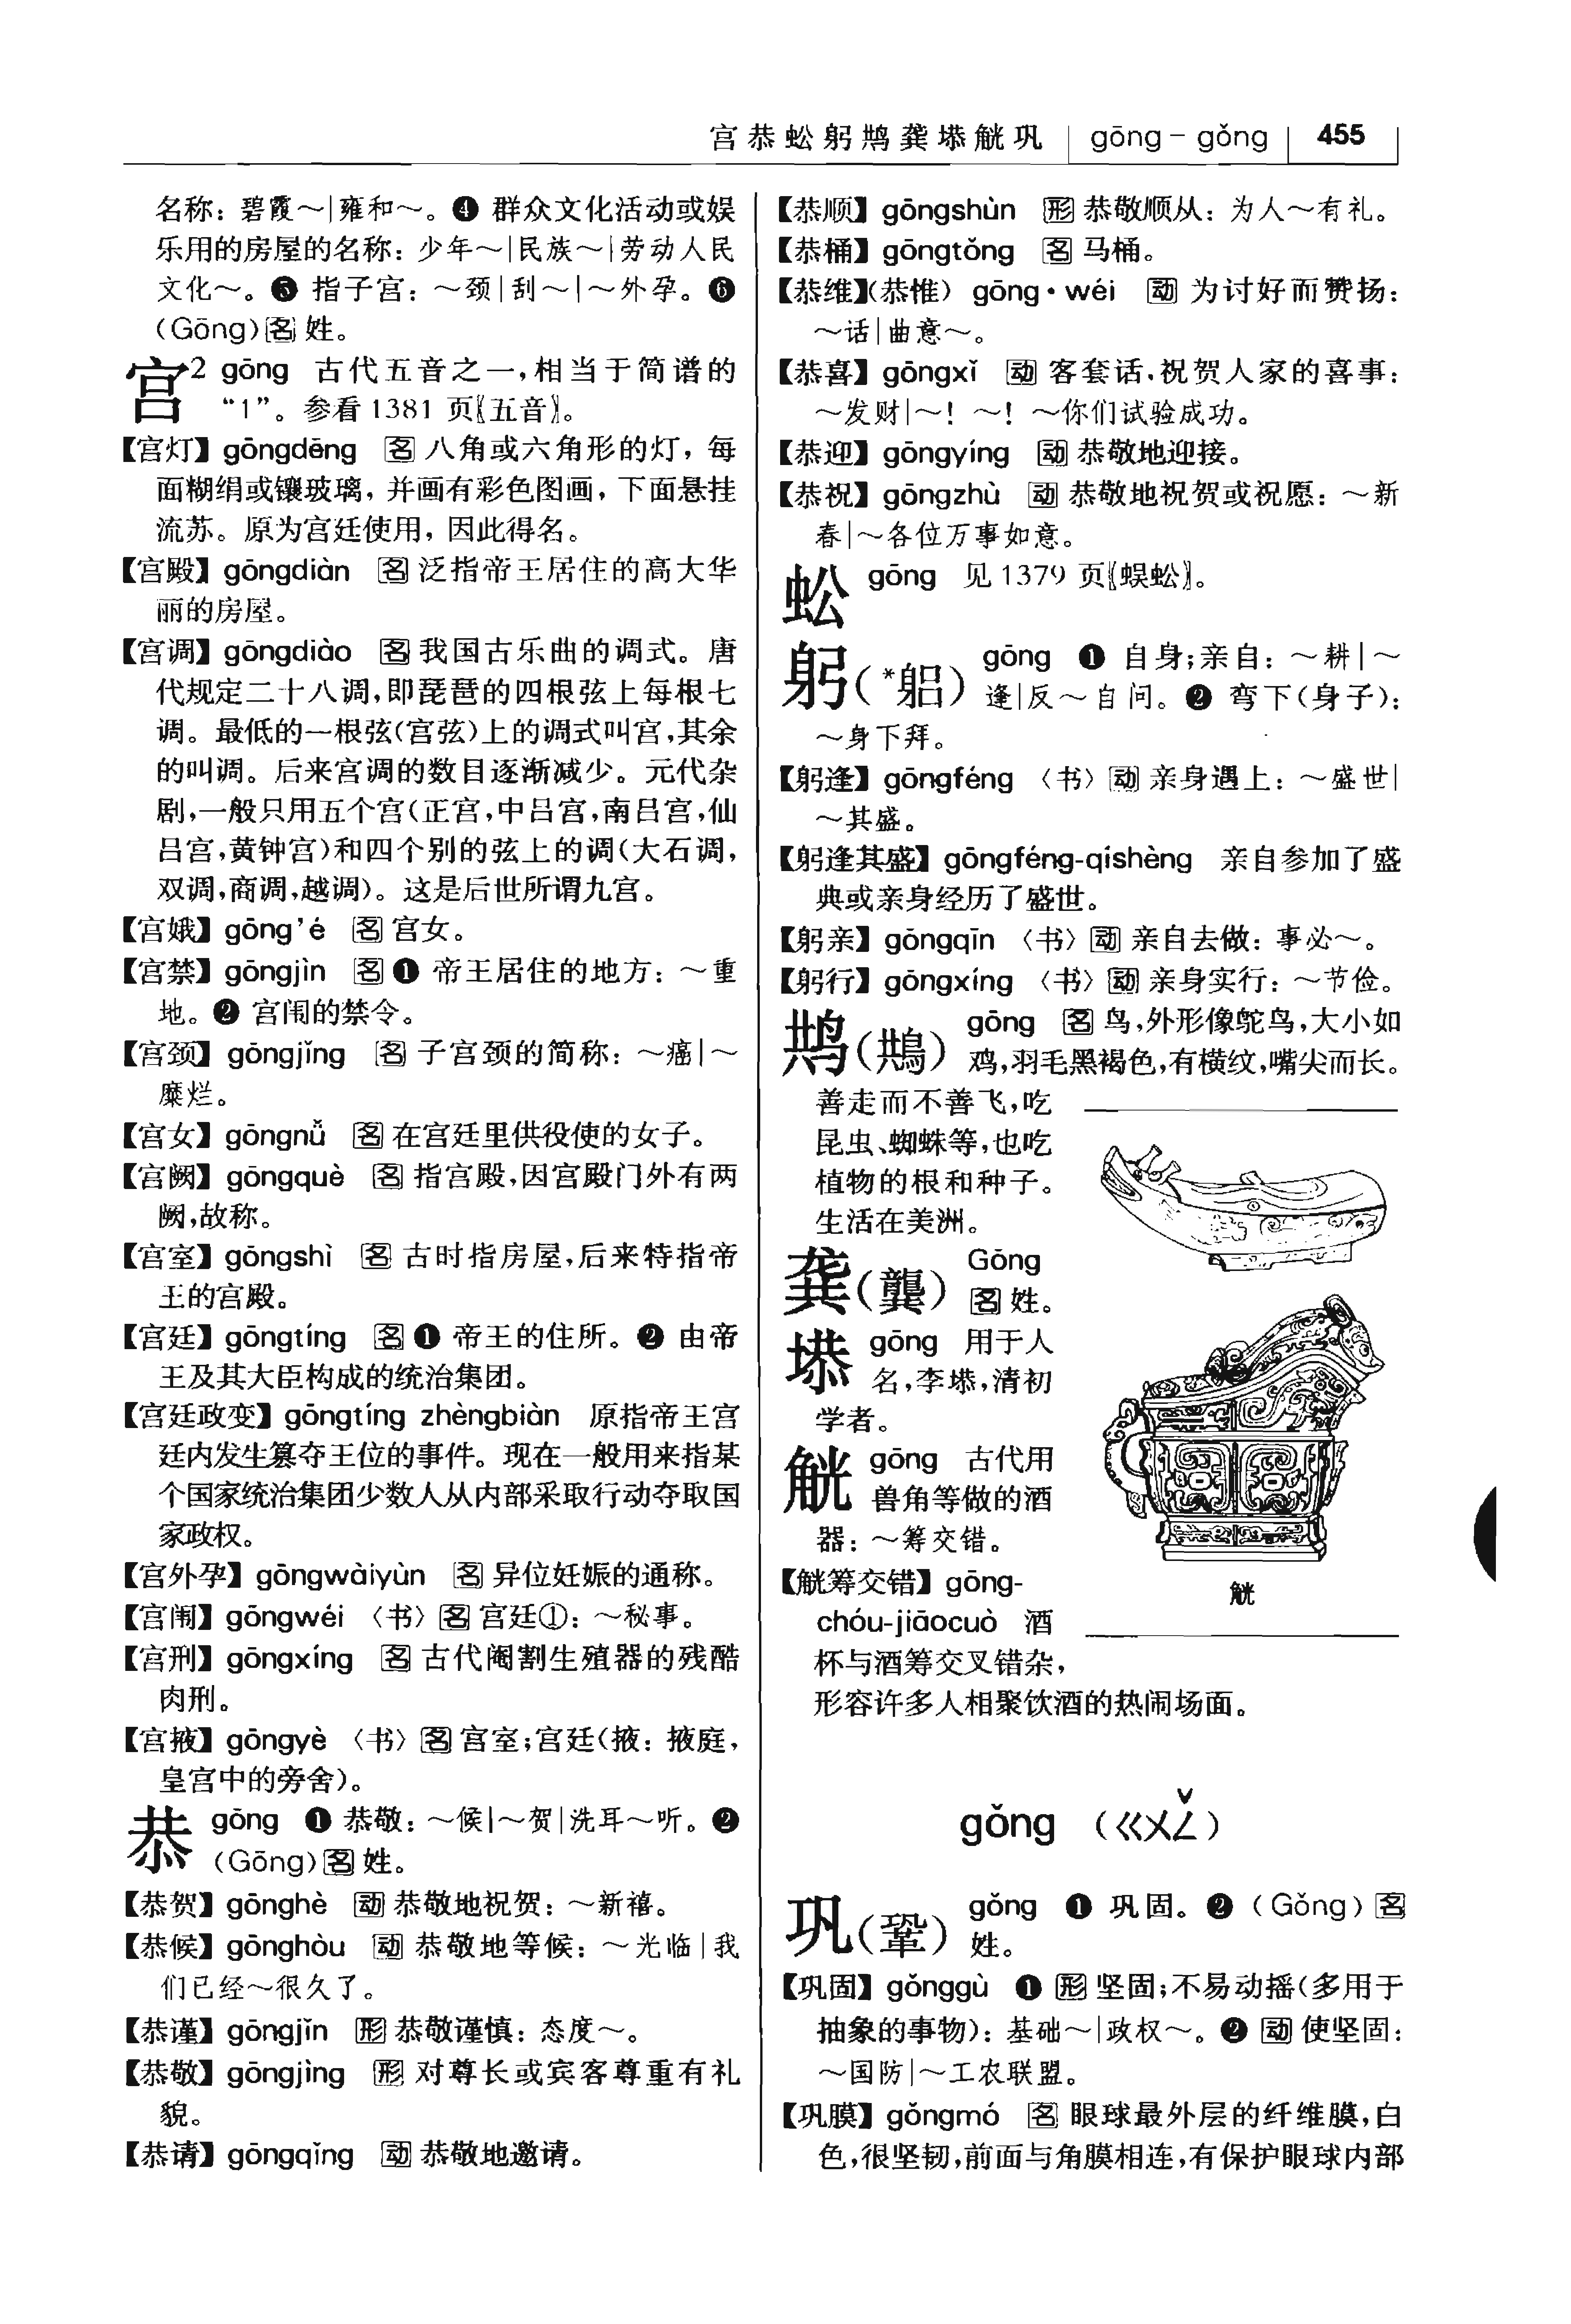 宫恭蚣躬𫛶龚塨觥巩 gōng－gǒng 455
名称：碧霞～|雍和～。❹ 群众文化活动或娱
乐用的房屋的名称：少年～|民族～|劳动人民
文化～。❺ 指子宫：～颈|刮～|～外孕。❻
（Gōng）名 姓。
宫² gōng 古代五音之一，相当于简谱的
“1”。参看 1381 页〖五音〗。
【宫灯】gōngdēng 名 八角或六角形的灯，每
面糊绢或镶玻璃，并画有彩色图画，下面悬挂
流苏。原为宫廷使用，因此得名。
【宫殿】gōngdiàn 名 泛指帝王居住的高大华
丽的房屋。
【宫调】gōngdiào 名 我国古乐曲的调式。唐
代规定二十八调，即琵琶的四根弦上每根七
调。最低的一根弦（宫弦）上的调式叫宫，其余
的叫调。后来宫调的数目逐渐减少。元代杂
剧，一般只用五个宫（正宫，中吕宫，南吕宫，仙
吕宫，黄钟宫）和四个别的弦上的调（大石调，
双调，商调，越调）。这是后世所谓九宫。
【宫娥】gōng’é 名 宫女。
【宫禁】gōngjìn 名 ❶ 帝王居住的地方：～重
地。❷ 宫闱的禁令。
【宫颈】gōngjǐng 名 子宫颈的简称：～癌|～
糜烂。
【宫女】gōngnǚ 名 在宫廷里供役使的女子。
【宫阙】gōngquè 名 指宫殿，因宫殿门外有两
阙，故称。
【宫室】gōngshì 名 古时指房屋，后来特指帝
王的宫殿。
【宫廷】gōngtíng 名 ❶ 帝王的住所。❷ 由帝
王及其大臣构成的统治集团。
【宫廷政变】gōngtíng zhèngbiàn 原指帝王宫
廷内发生篡夺王位的事件。现在一般用来指某
个国家统治集团少数人从内部采取行动夺取国
家政权。
【宫外孕】gōngwàiyùn 名 异位妊娠的通称。
【宫闱】gōngwéi 〈书〉名 宫廷①：～秘事。
【宫刑】gōngxíng 名 古代阉割生殖器的残酷
肉刑。
【宫掖】gōngyè 〈书〉名 宫室；宫廷（掖：掖庭，
皇宫中的旁舍）。
恭 gōng ❶ 恭敬：～候|～贺|洗耳～听。❷
（Gōng）名 姓。
【恭贺】gōnghè 动 恭敬地祝贺：～新禧。
【恭候】gōnghòu 动 恭敬地等候：～光临|我
们已经～很久了。
【恭谨】gōngjǐn 形 恭敬谨慎：态度～。
【恭敬】gōngjìng 形 对尊长或宾客尊重有礼
貌。
【恭请】gōngqǐng 动 恭敬地邀请。
【恭顺】gōngshùn 形 恭敬顺从：为人～有礼。
【恭桶】gōngtǒng 名 马桶。
【恭维】（恭惟）gōng·wéi 动 为讨好而赞扬：
～话|曲意～。
【恭喜】gōngxǐ 动 客套话，祝贺人家的喜事：
～发财|～！～！～你们试验成功。
【恭迎】gōngyíng 动 恭敬地迎接。
【恭祝】gōngzhù 动 恭敬地祝贺或祝愿：～新
春|～各位万事如意。
蚣 gōng 见 1379 页〖蜈蚣〗。
躬（*躳） gōng ❶ 自身；亲自：～耕|～
逢|反～自问。❷ 弯下（身子）：
～身下拜。
【躬逢】gōngféng 〈书〉动 亲身遇上：～盛世|
～其盛。
【躬逢其盛】gōngféng-qíshèng 亲自参加了盛
典或亲身经历了盛世。
【躬亲】gōngqīn 〈书〉动 亲自去做：事必～。
【躬行】gōngxíng 〈书〉动 亲身实行：～节俭。
𫛶（鵙） gōng 名 鸟，外形像鸵鸟，大小如
鸡，羽毛黑褐色，有横纹，嘴尖而长。
善走而不善飞，吃
昆虫、蜘蛛等，也吃
植物的根和种子。
生活在美洲。
龚（龔） Gōng
名 姓。
塨 gōng 用于人
名，李塨，清初
学者。
觥 gōng 古代用
兽角等做的酒
器：～筹交错。
【觥筹交错】gōng-
chóu-jiāocuò 酒
杯与酒筹交叉错杂，
形容许多人相聚饮酒的热闹场面。
觥
gǒng （ㄍㄨㄥˇ）
巩（鞏） gǒng ❶ 巩固。❷（Gǒng）名
姓。
【巩固】gǒnggù ❶ 形 坚固；不易动摇（多用于
抽象的事物）：基础～|政权～。❷ 动 使坚固：
～国防|～工农联盟。
【巩膜】gǒngmó 名 眼球最外层的纤维膜，白
色，很坚韧，前面与角膜相连，有保护眼球内部